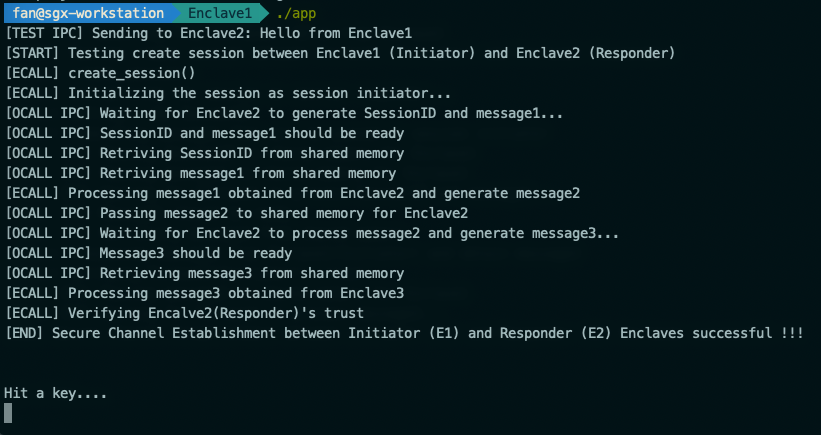 fan@sgx-workstation Enclave1 ./app
[TEST IPC] Sending to Enclave2: Hello from Enclave1
[START] Testing create session between Enclave1 (Initiator) and Enclave2 (Responder)
[ECALL] create_session()
[ECALL] Initializing the session as session initiator...
[OCALL IPC] Waiting for Enclave2 to generate SessionID and message1...
[OCALL IPC] SessionID and message1 should be ready
[OCALL IPC] Retriving SessionID from shared memory
[OCALL IPC] Retriving message1 from shared memory
[ECALL] Processing message1 obtained from Enclave2 and generate message2
[OCALL IPC] Passing message2 to shared memory for Enclave2
[OCALL IPC] Waiting for Enclave2 to process message2 and generate message3...
[OCALL IPC] Message3 should be ready
[OCALL IPC] Retrieving message3 from shared memory
[ECALL] Processing message3 obtained from Enclave3
[ECALL] Verifying Encalve2(Responder)'s trust
[END] Secure Channel Establishment between Initiator (E1) and Responder (E2) Enclaves successful !!!
Hit a key....